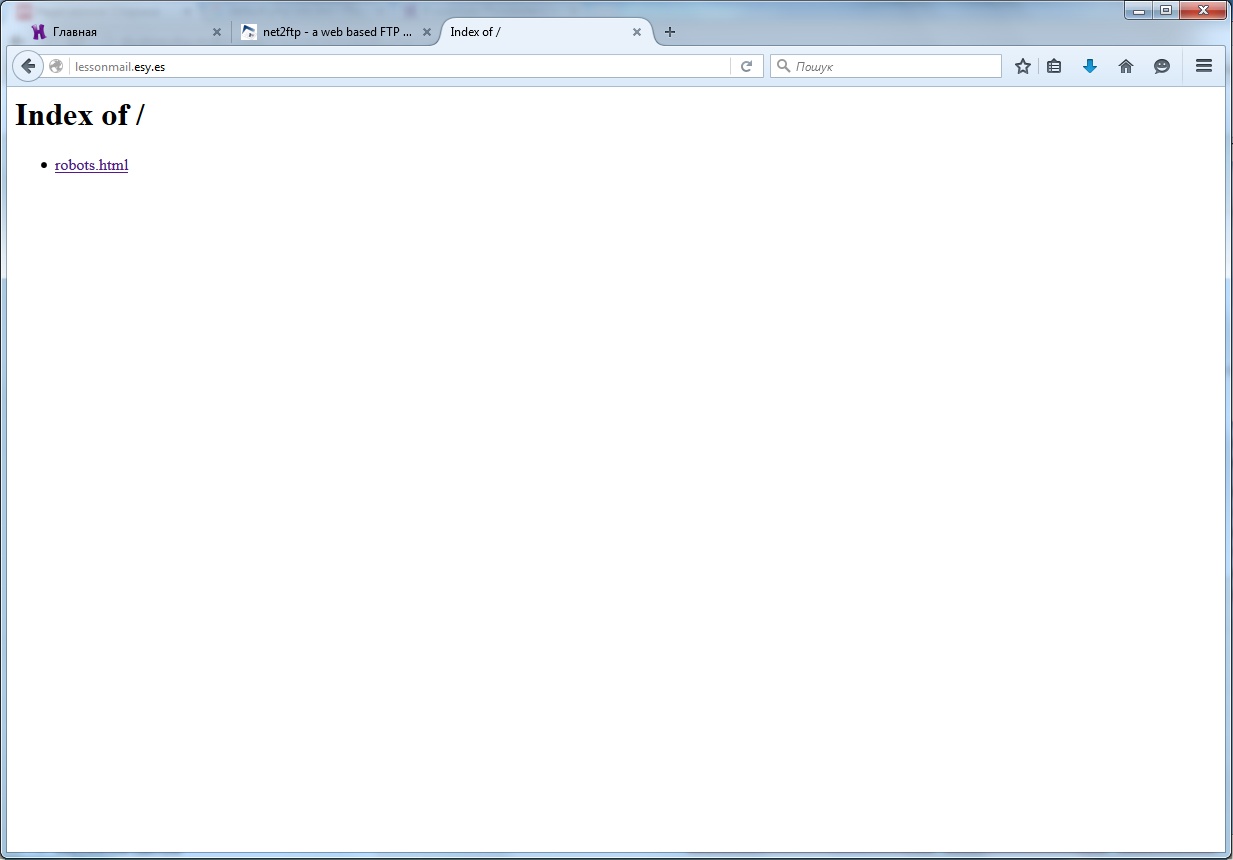 Главная
net2ftp - a web based FTP ...
Index of /
lessonmail.esy.es
Пошук
Index of /
robots.html